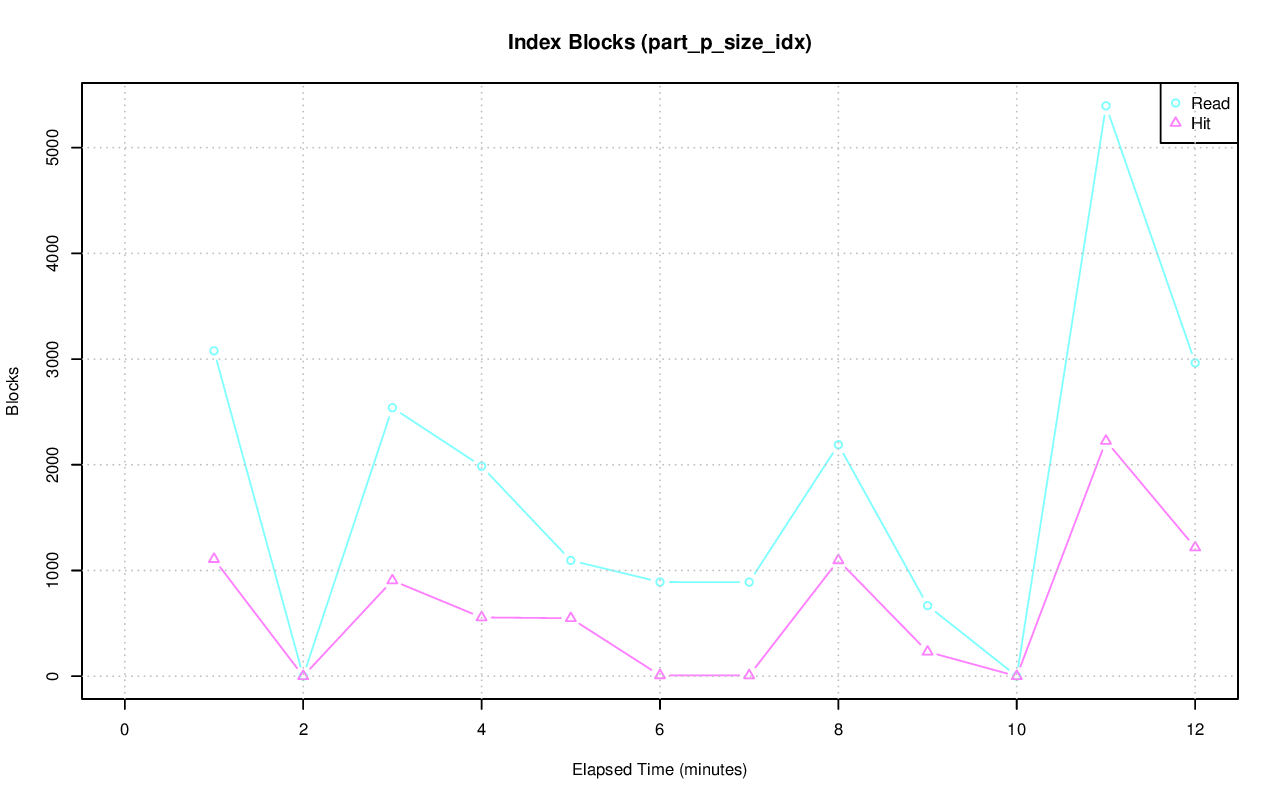 Index Blocks (part_p_size_idx)
Read
Hit
Blocks
5000
4000
3000
2000
1000
0
0 2 4 6 8 10 12
Elapsed Time (minutes)